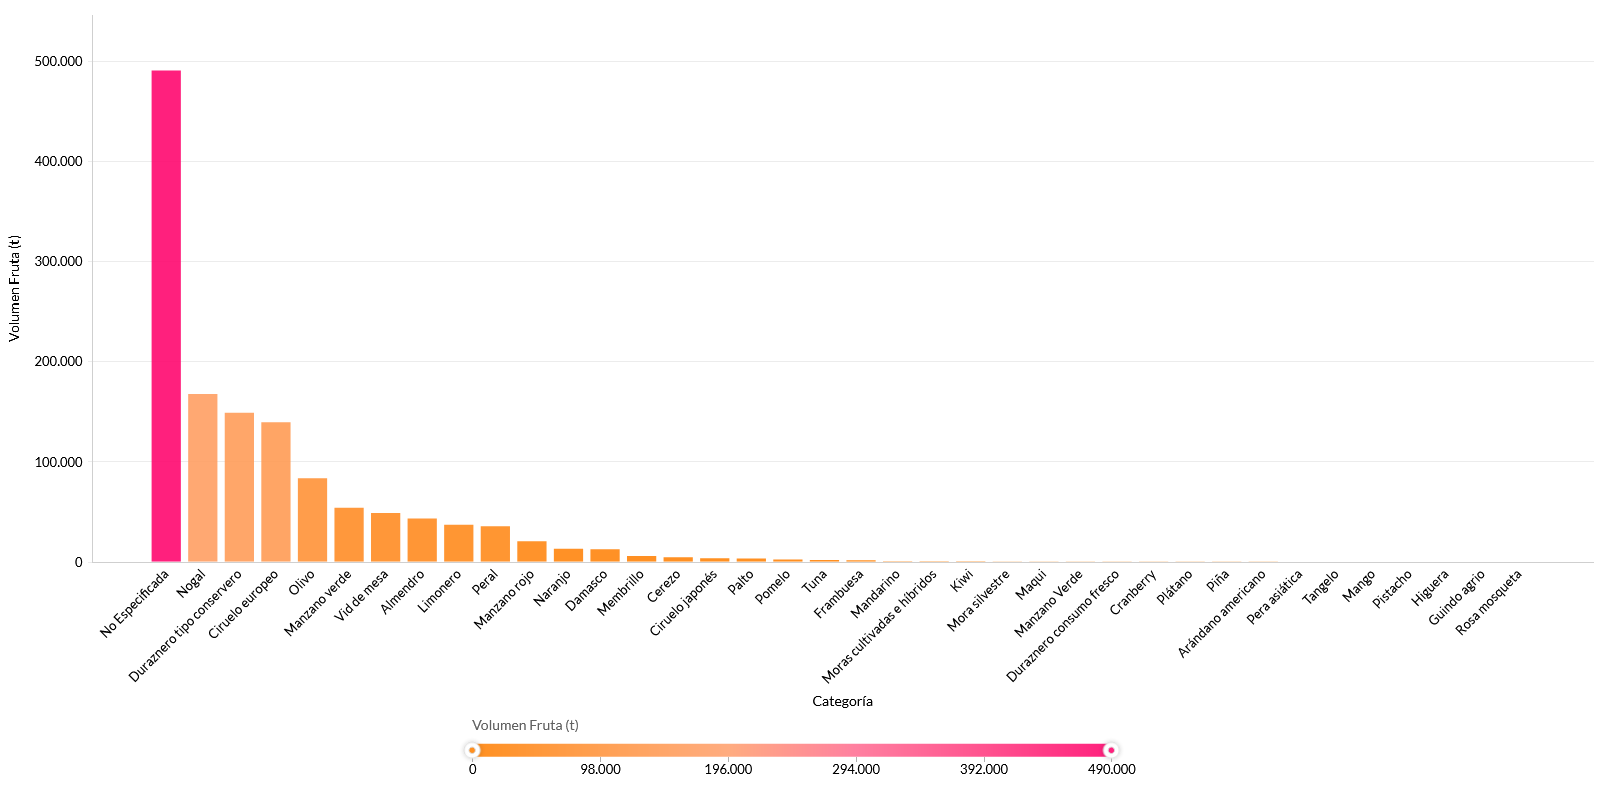 500.000
400.000
300.000
200.000
100.000
0
Volumen Fruta (t)
No Especificada
Nogal
Duraznero tipo conservero
Ciruelo europeo
Olivo
Manzano verde
Vid de mesa
Almendro
Limonero
Peral
Manzano rojo
Naranjo
Damasco
Membrillo
Cerezo
Ciruelo japonés
Palto
Pomelo
Tuna
Frambuesa
Mandarino
Moras cultivadas e híbridos
Kiwi
Mora silvestre
Maqui
Manzano Verde
Duraznero consumo fresco
Cranberry
Plátano
Piña
Arándano americano
Pera asiática
Tangelo
Mango
Pistacho
Higuera
Guindo agrio
Rosa mosqueta
Categoría
Volumen Fruta (t)
0 98.000 196.000 294.000 392.000 490.000